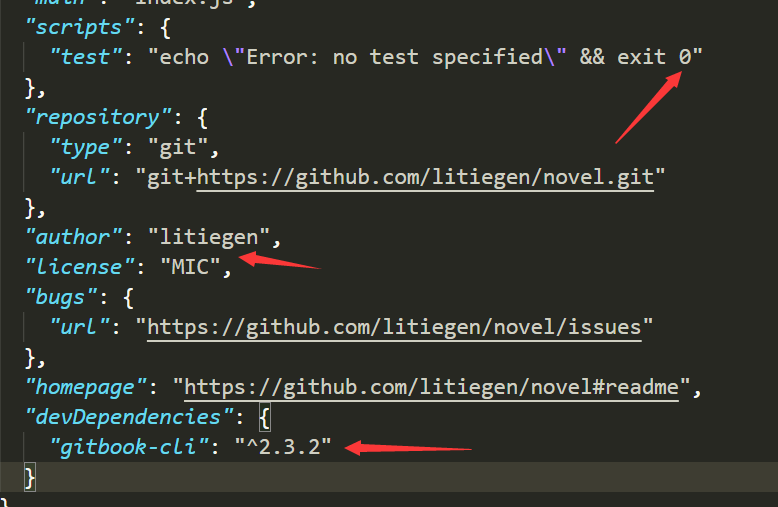 "main": "index.js",
"scripts": {
"test": "echo \"Error: no test specified\" && exit 0"
},
"repository": {
"type": "git",
"url": "git+https://github.com/litiegen/novel.git"
},
"author": "litiegen",
"license": "MIC",
"bugs": {
"url": "https://github.com/litiegen/novel/issues"
},
"homepage": "https://github.com/litiegen/novel#readme",
"devDependencies": {
"gitbook-cli": "^2.3.2"
}
}